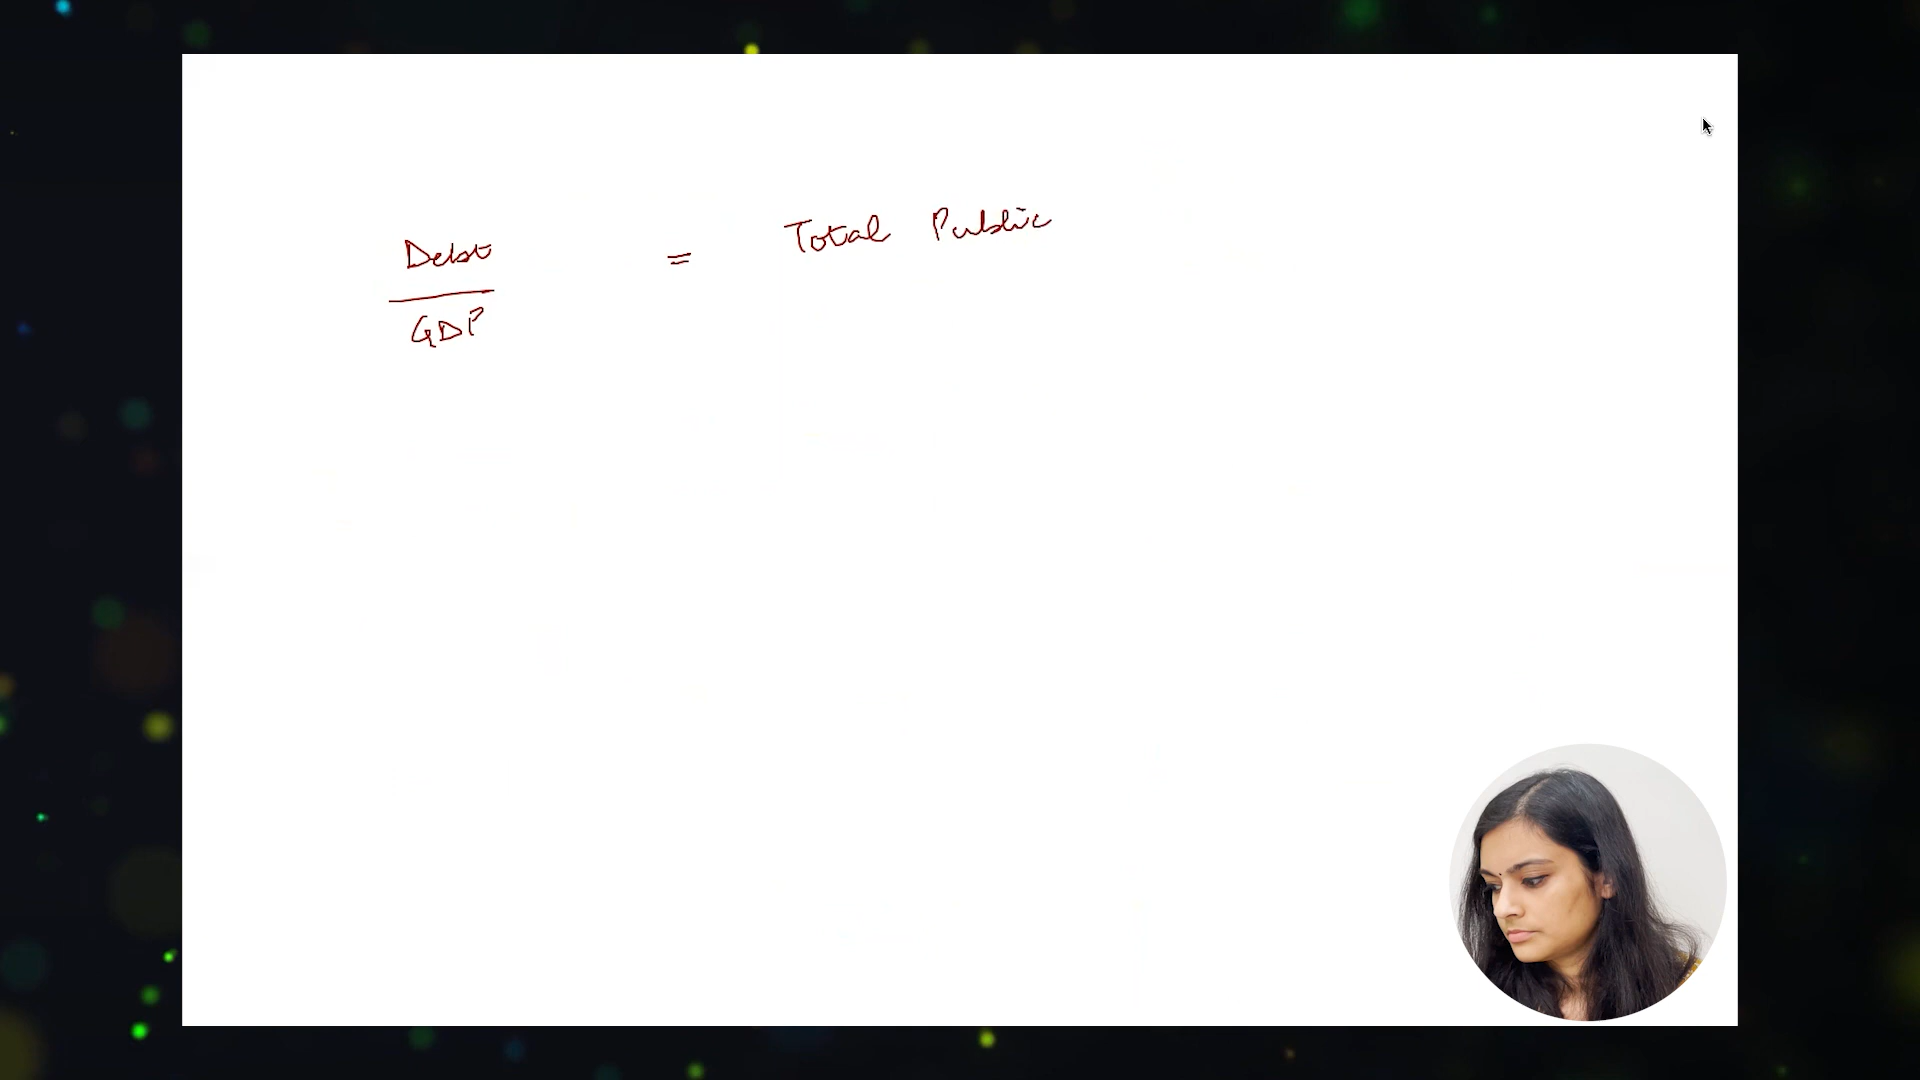 Debt = Total Public
GDP